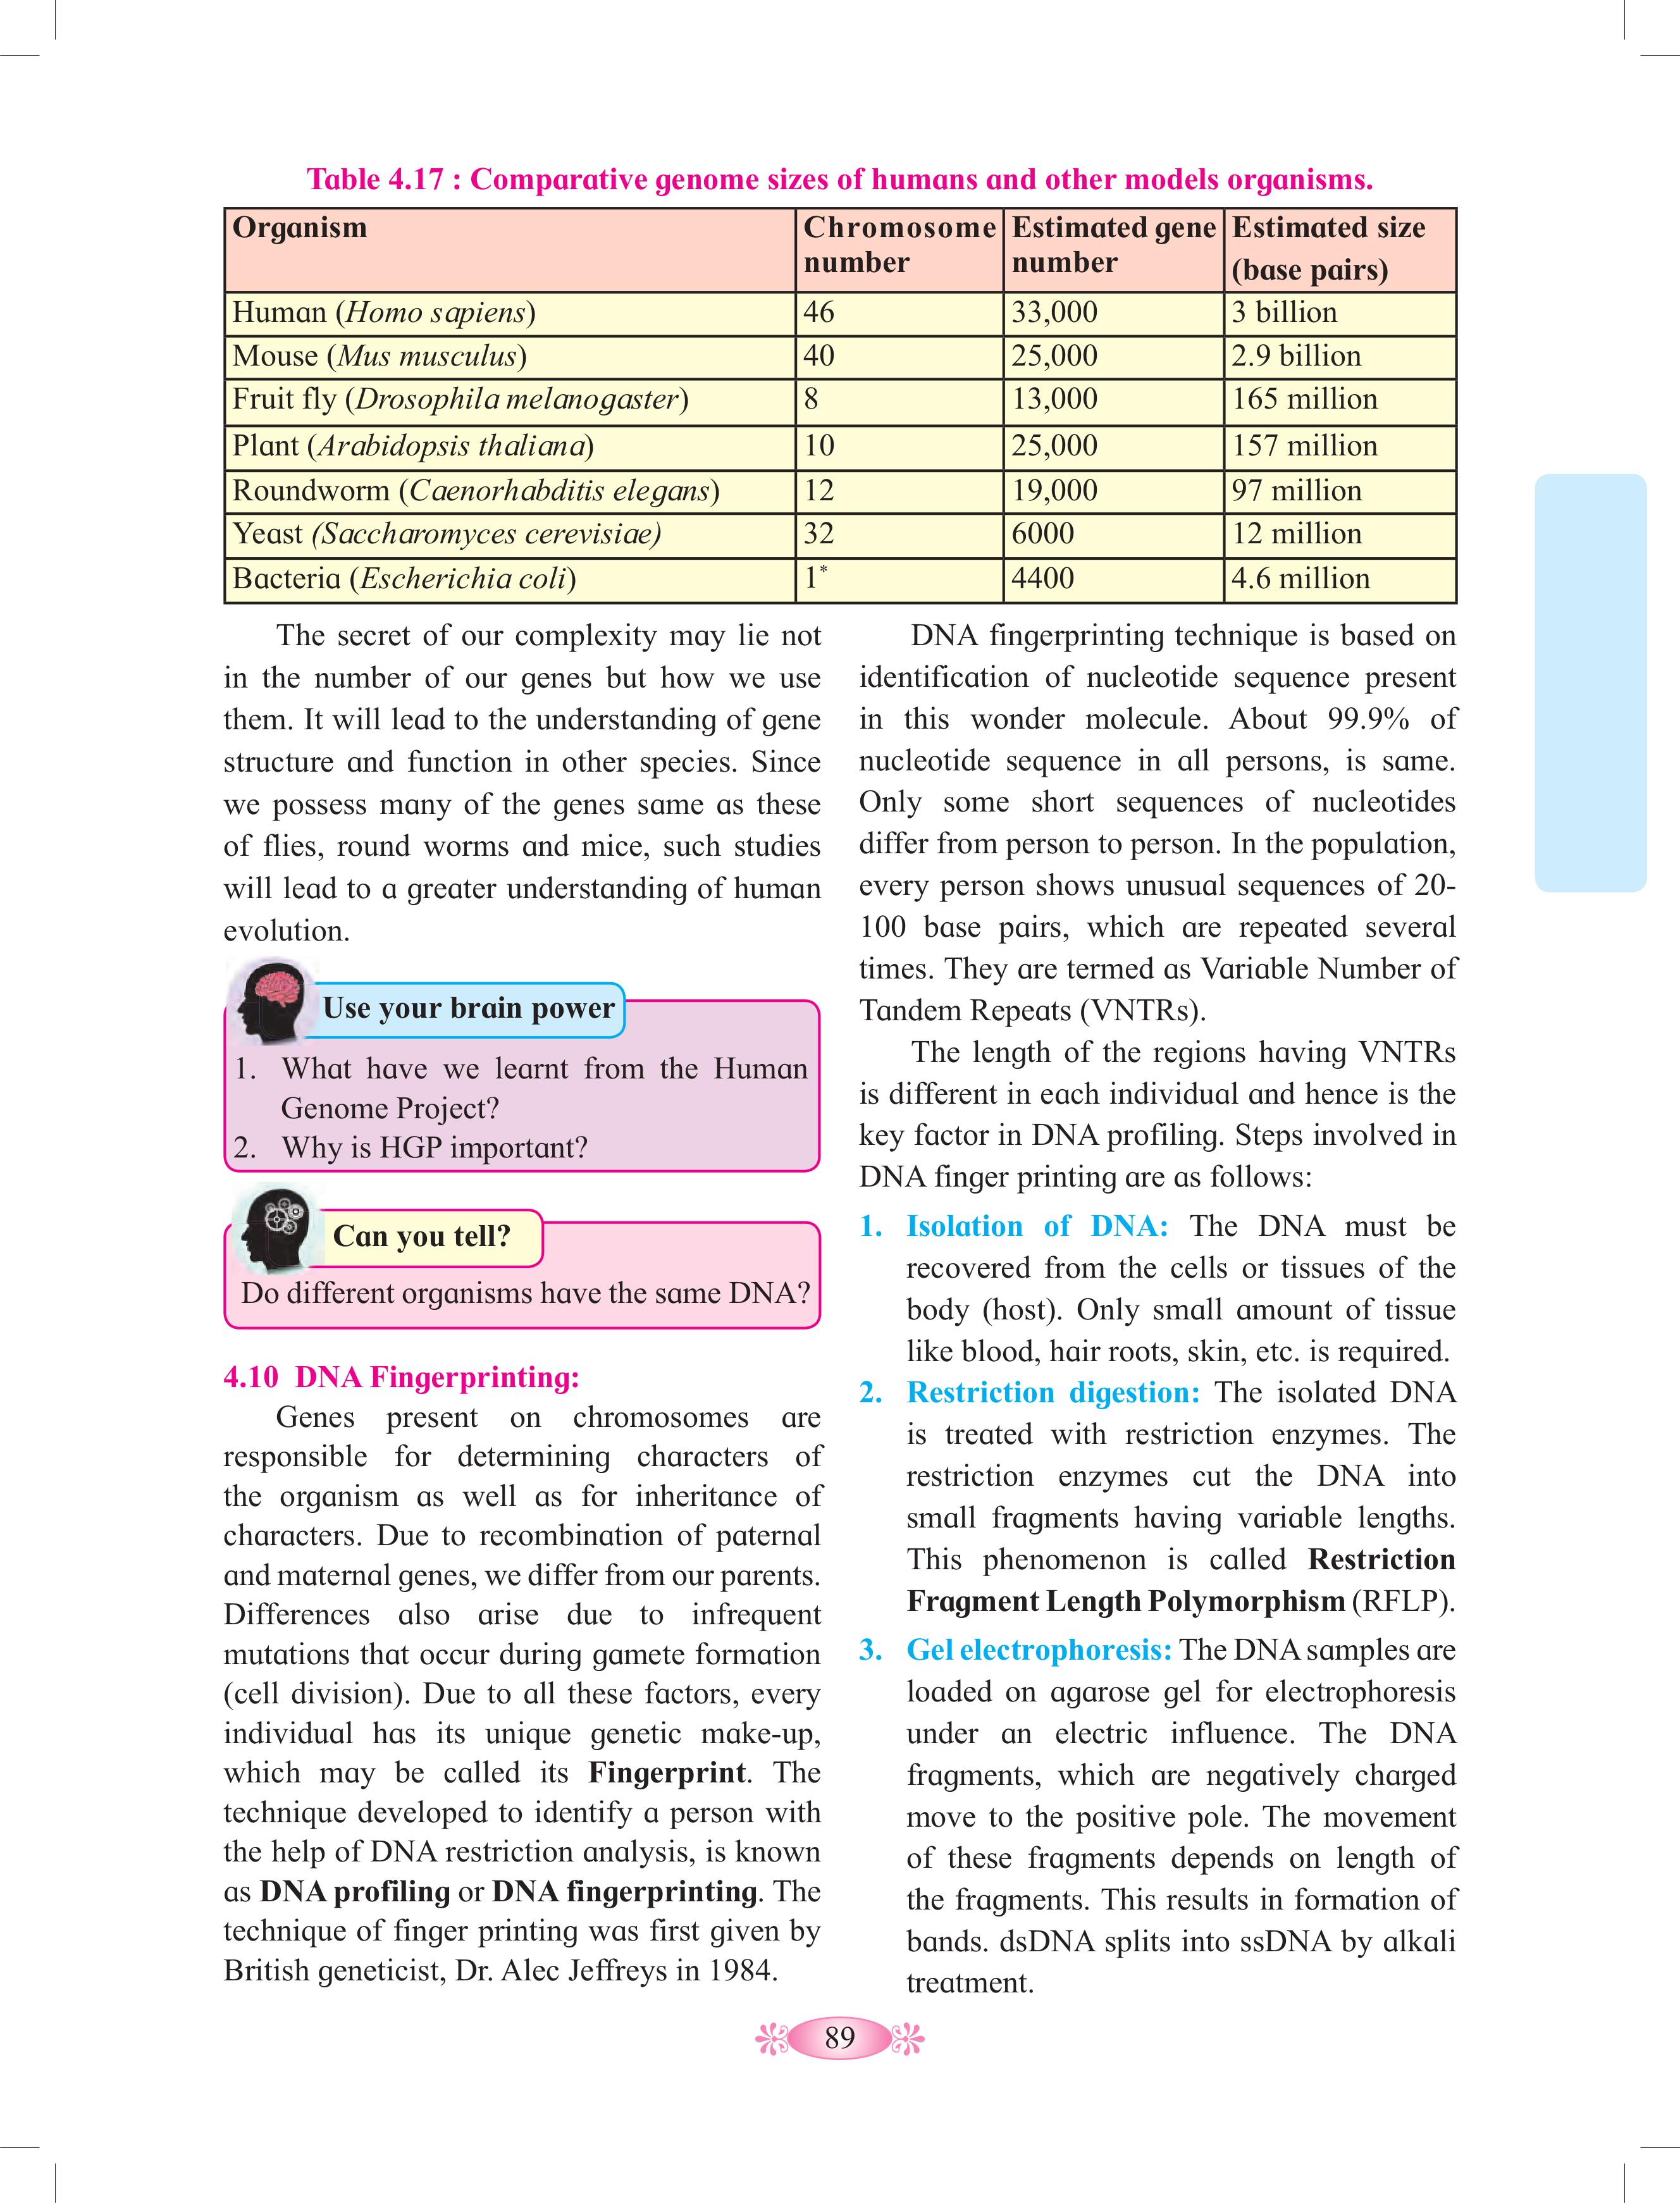 Table 4.17 : Comparative genome sizes of humans and other models organisms.
Organism
Chromosome number
Estimated gene number
Estimated size (base pairs)
Human (Homo sapiens) 46 33,000 3 billion
Mouse (Mus musculus) 40 25,000 2.9 billion
Fruit fly (Drosophila melanogaster) 8 13,000 165 million
Plant (Arabidopsis thaliana) 10 25,000 157 million
Roundworm (Caenorhabditis elegans) 12 19,000 97 million
Yeast (Saccharomyces cerevisiae) 32 6000 12 million
Bacteria (Escherichia coli) 1* 4400 4.6 million
The secret of our complexity may lie not
in the number of our genes but how we use
them. It will lead to the understanding of gene
structure and function in other species. Since
we possess many of the genes same as these
of flies, round worms and mice, such studies
will lead to a greater understanding of human
evolution.
Use your brain power
1. What have we learnt from the Human
Genome Project?
2. Why is HGP important?
Can you tell?
Do different organisms have the same DNA?
4.10 DNA Fingerprinting:
Genes present on chromosomes are
responsible for determining characters of
the organism as well as for inheritance of
characters. Due to recombination of paternal
and maternal genes, we differ from our parents.
Differences also arise due to infrequent
mutations that occur during gamete formation
(cell division). Due to all these factors, every
individual has its unique genetic make-up,
which may be called its Fingerprint. The
technique developed to identify a person with
the help of DNA restriction analysis, is known
as DNA profiling or DNA fingerprinting. The
technique of finger printing was first given by
British geneticist, Dr. Alec Jeffreys in 1984.
DNA fingerprinting technique is based on
identification of nucleotide sequence present
in this wonder molecule. About 99.9% of
nucleotide sequence in all persons, is same.
Only some short sequences of nucleotides
differ from person to person. In the population,
every person shows unusual sequences of 20-
100 base pairs, which are repeated several
times. They are termed as Variable Number of
Tandem Repeats (VNTRs).
The length of the regions having VNTRs
is different in each individual and hence is the
key factor in DNA profiling. Steps involved in
DNA finger printing are as follows:
1. Isolation of DNA: The DNA must be
recovered from the cells or tissues of the
body (host). Only small amount of tissue
like blood, hair roots, skin, etc. is required.
2. Restriction digestion: The isolated DNA
is treated with restriction enzymes. The
restriction enzymes cut the DNA into
small fragments having variable lengths.
This phenomenon is called Restriction
Fragment Length Polymorphism (RFLP).
3. Gel electrophoresis: The DNA samples are
loaded on agarose gel for electrophoresis
under an electric influence. The DNA
fragments, which are negatively charged
move to the positive pole. The movement
of these fragments depends on length of
the fragments. This results in formation of
bands. dsDNA splits into ssDNA by alkali
treatment.
89